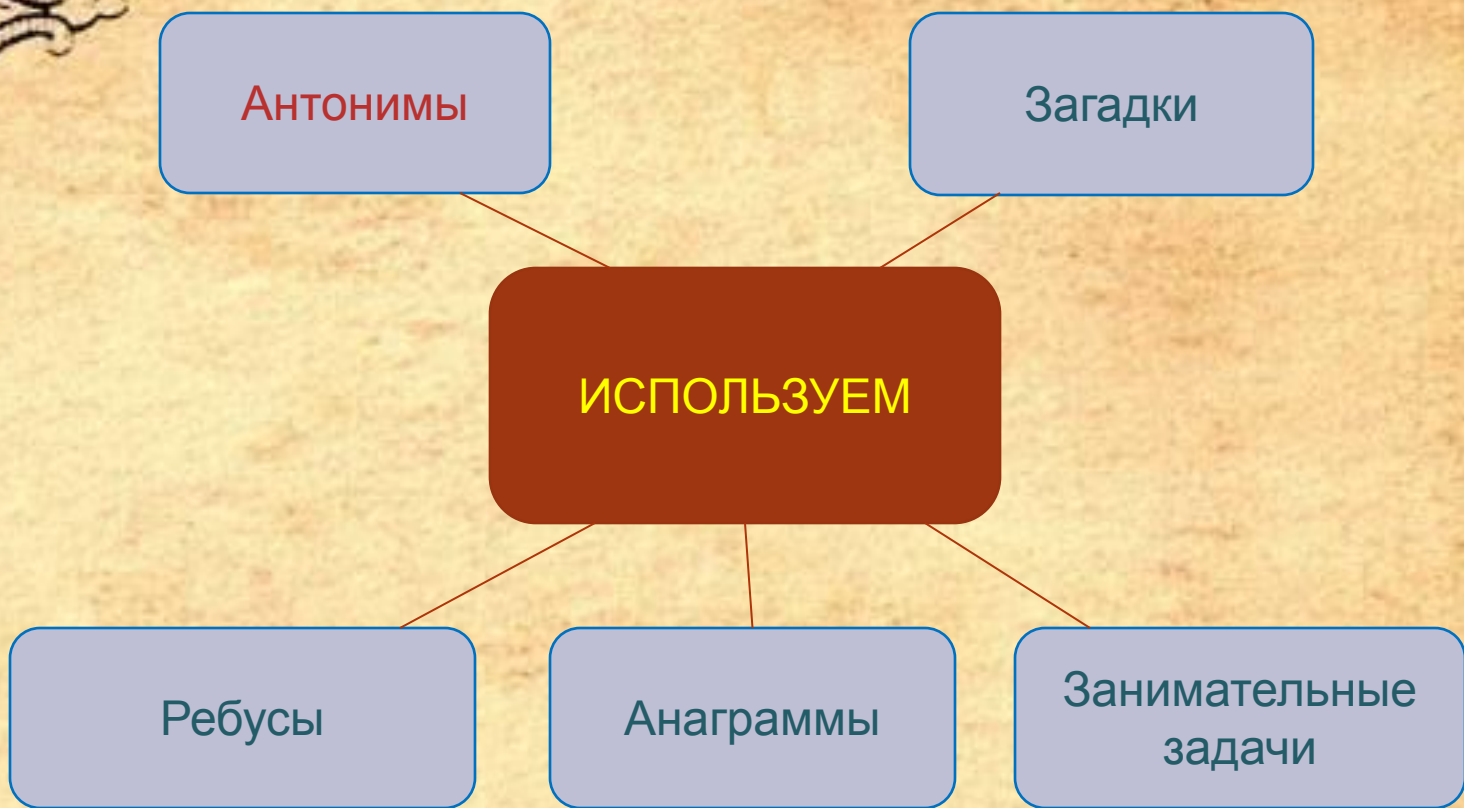 Антонимы
Загадки
ИСПОЛЬЗУЕМ
Ребусы
Анаграммы
Занимательные
задачи